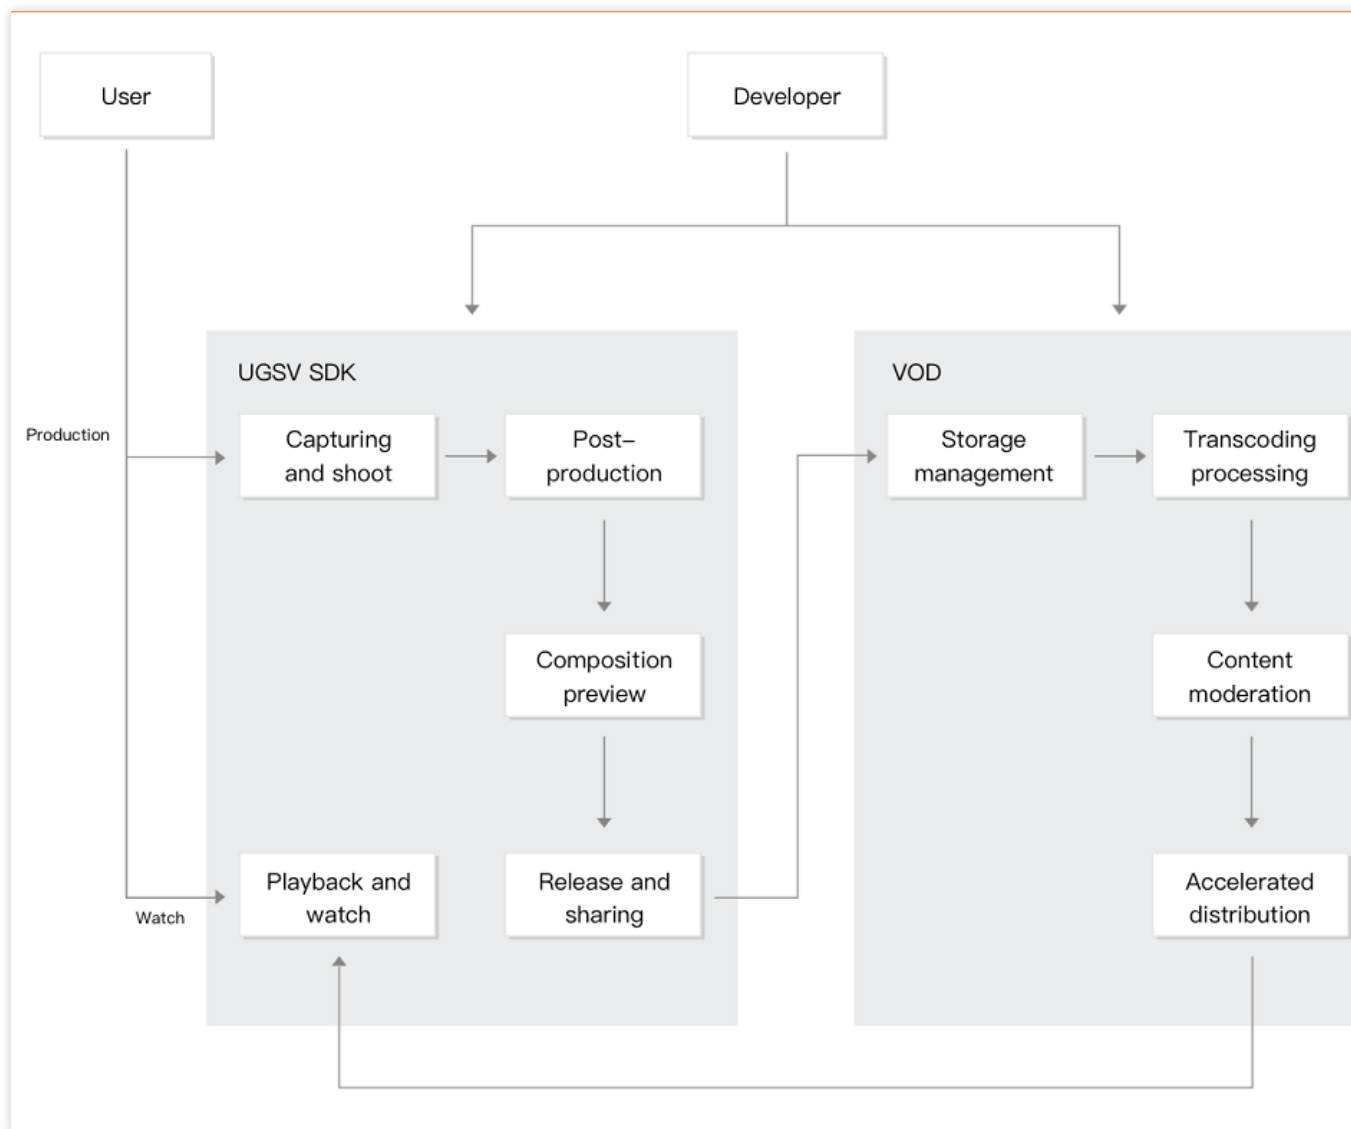 User
Developer
UGSV SDK
VOD
Production
Capturing
and shoot
Post-
production
Storage
management
Transcoding
processing
Composition
preview
Content
moderation
Playback and
watch
Release and
sharing
Accelerated
distribution
Watch